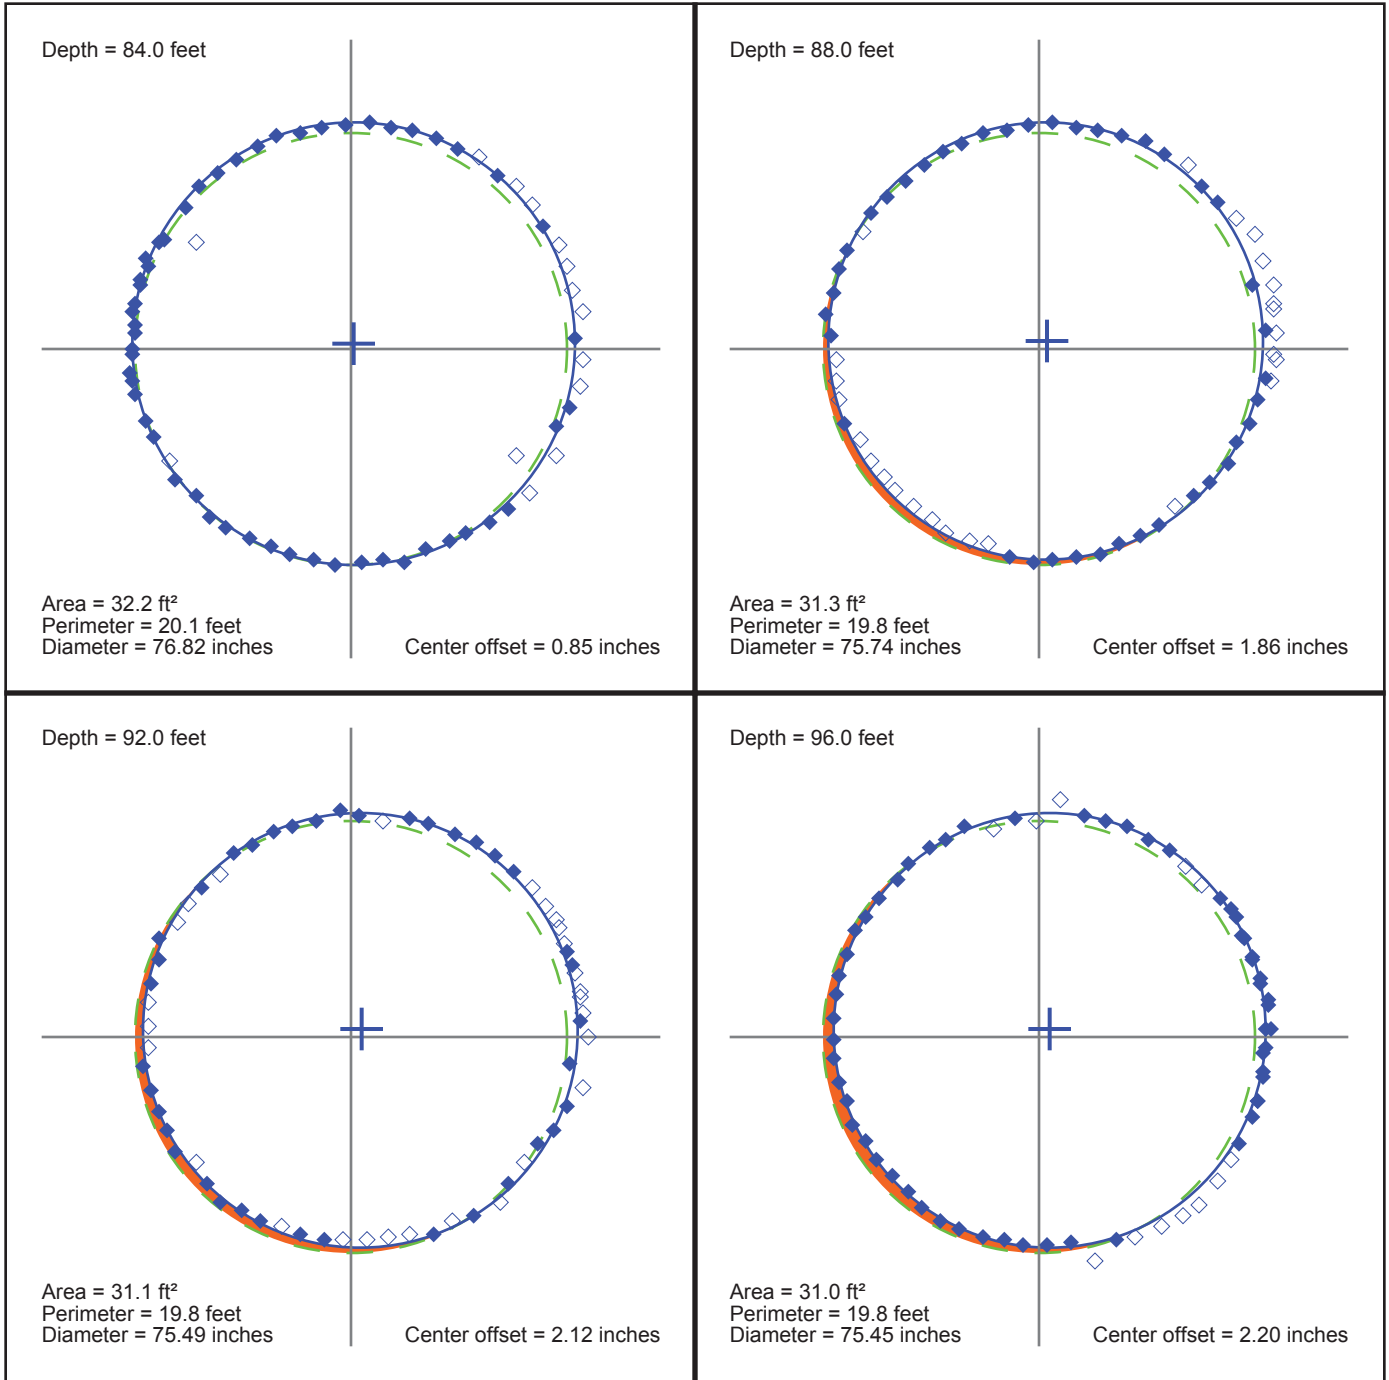 Depth = 84.0 feet
Area = 32.2 ft²
Perimeter = 20.1 feet
Diameter = 76.82 inches
Center offset = 0.85 inches
Depth = 88.0 feet
Area = 31.3 ft²
Perimeter = 19.8 feet
Diameter = 75.74 inches
Center offset = 1.86 inches
Depth = 92.0 feet
Area = 31.1 ft²
Perimeter = 19.8 feet
Diameter = 75.49 inches
Center offset = 2.12 inches
Depth = 96.0 feet
Area = 31.0 ft²
Perimeter = 19.8 feet
Diameter = 75.45 inches
Center offset = 2.20 inches